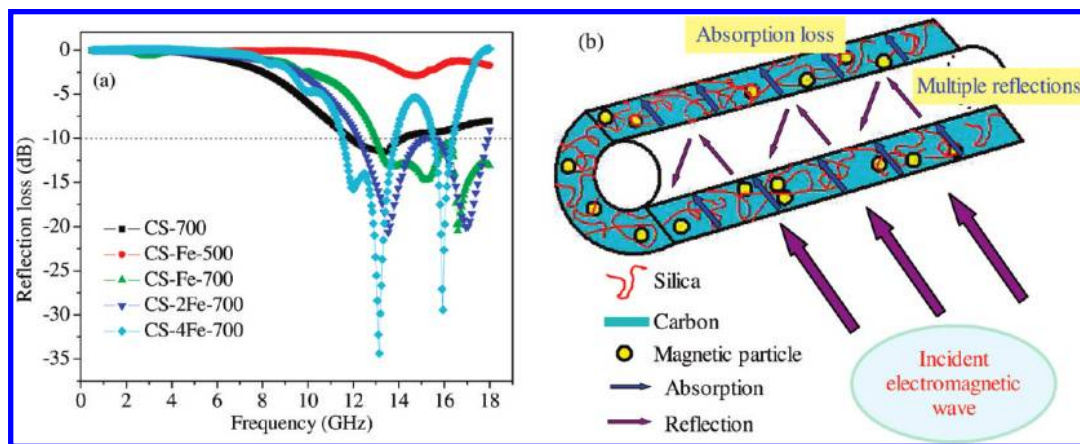 (a)
0
-5
-10
-15
-20
-25
-30
-35
Reflection loss (dB)
CS-700
CS-Fe-500
CS-Fe-700
CS-2Fe-700
CS-4Fe-700
0 2 4 6 8 10 12 14 16 18
Frequency (GHz)
(b)
Absorption loss
Multiple reflections
Silica
Carbon
Magnetic particle
Absorption
Reflection
Incident
electromagnetic
wave